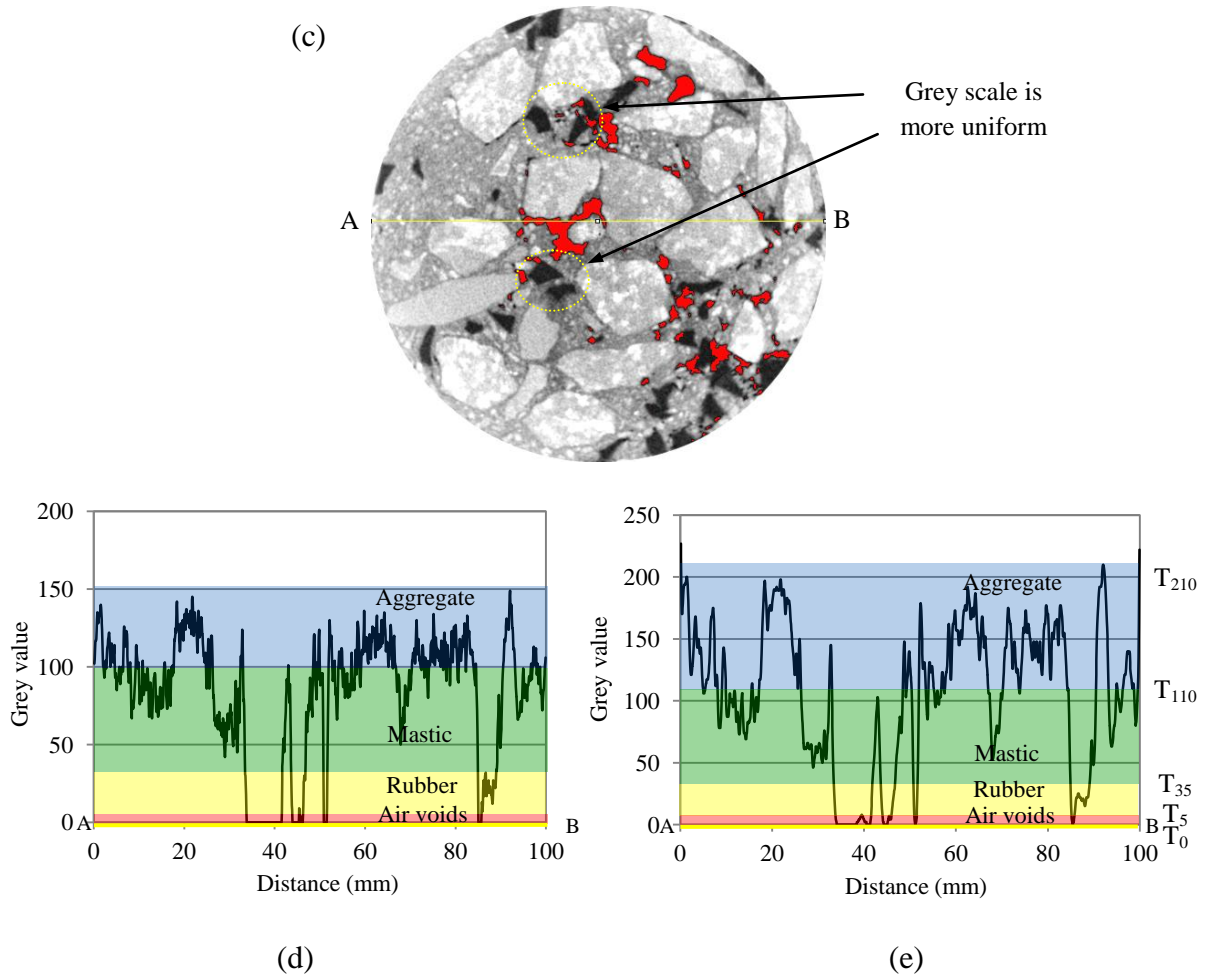 (c)
Grey scale is
more uniform
A
B
200
150
100
50
0
Grey value
Aggregate
Mastic
Rubber
Air voids
A
B
0
20
40
60
80
100
Distance (mm)
(d)
250
200
150
100
50
0
Grey value
Aggregate
Mastic
Rubber
Air voids
A
B
T210
T110
T35
T5
T0
0
20
40
60
80
100
Distance (mm)
(e)